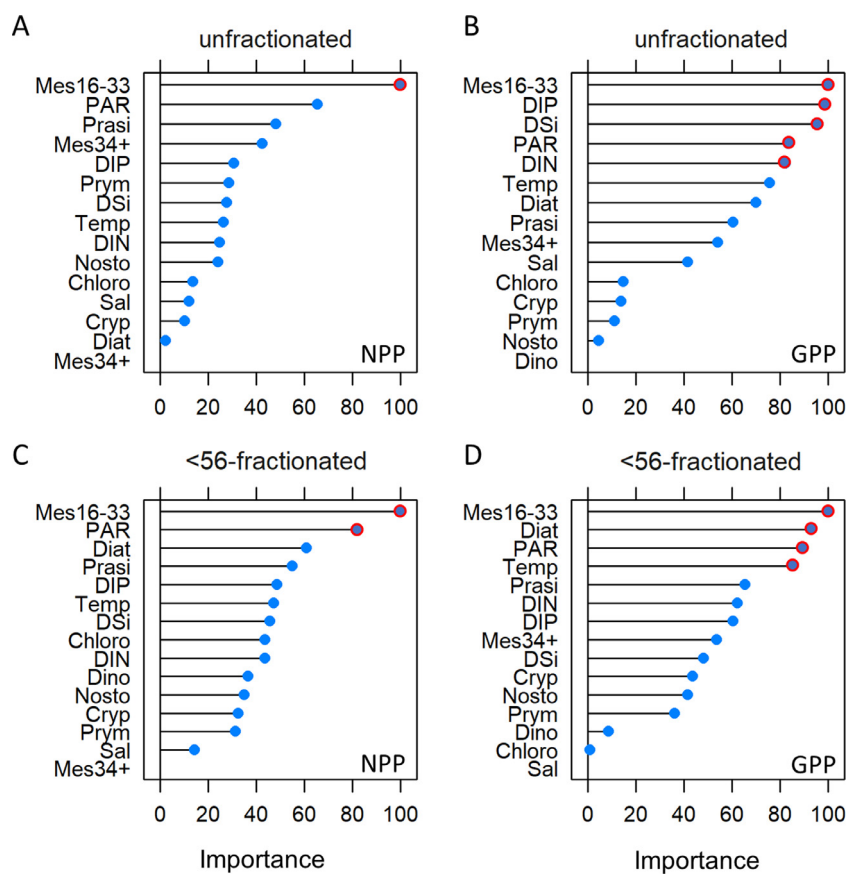 A
unfractionated
Mes16-33
PAR
Prasi
Mes34+
DIP
Prym
DSi
Temp
DIN
Nosto
Chloro
Sal
Cryp
Diat
Mes34+
NPP
0 20 40 60 80 100
B
unfractionated
Mes16-33
DIP
DSi
PAR
DIN
Temp
Diat
Prasi
Mes34+
Sal
Chloro
Cryp
Prym
Nosto
Dino
GPP
0 20 40 60 80 100
C
<56-fractionated
Mes16-33
PAR
Diat
Prasi
DIP
Temp
DSi
Chloro
DIN
Dino
Nosto
Cryp
Prym
Sal
Mes34+
NPP
0 20 40 60 80 100
Importance
D
<56-fractionated
Mes16-33
Diat
PAR
Temp
Prasi
DIN
DIP
Mes34+
DSi
Cryp
Nosto
Prym
Dino
Chloro
Sal
GPP
0 20 40 60 80 100
Importance